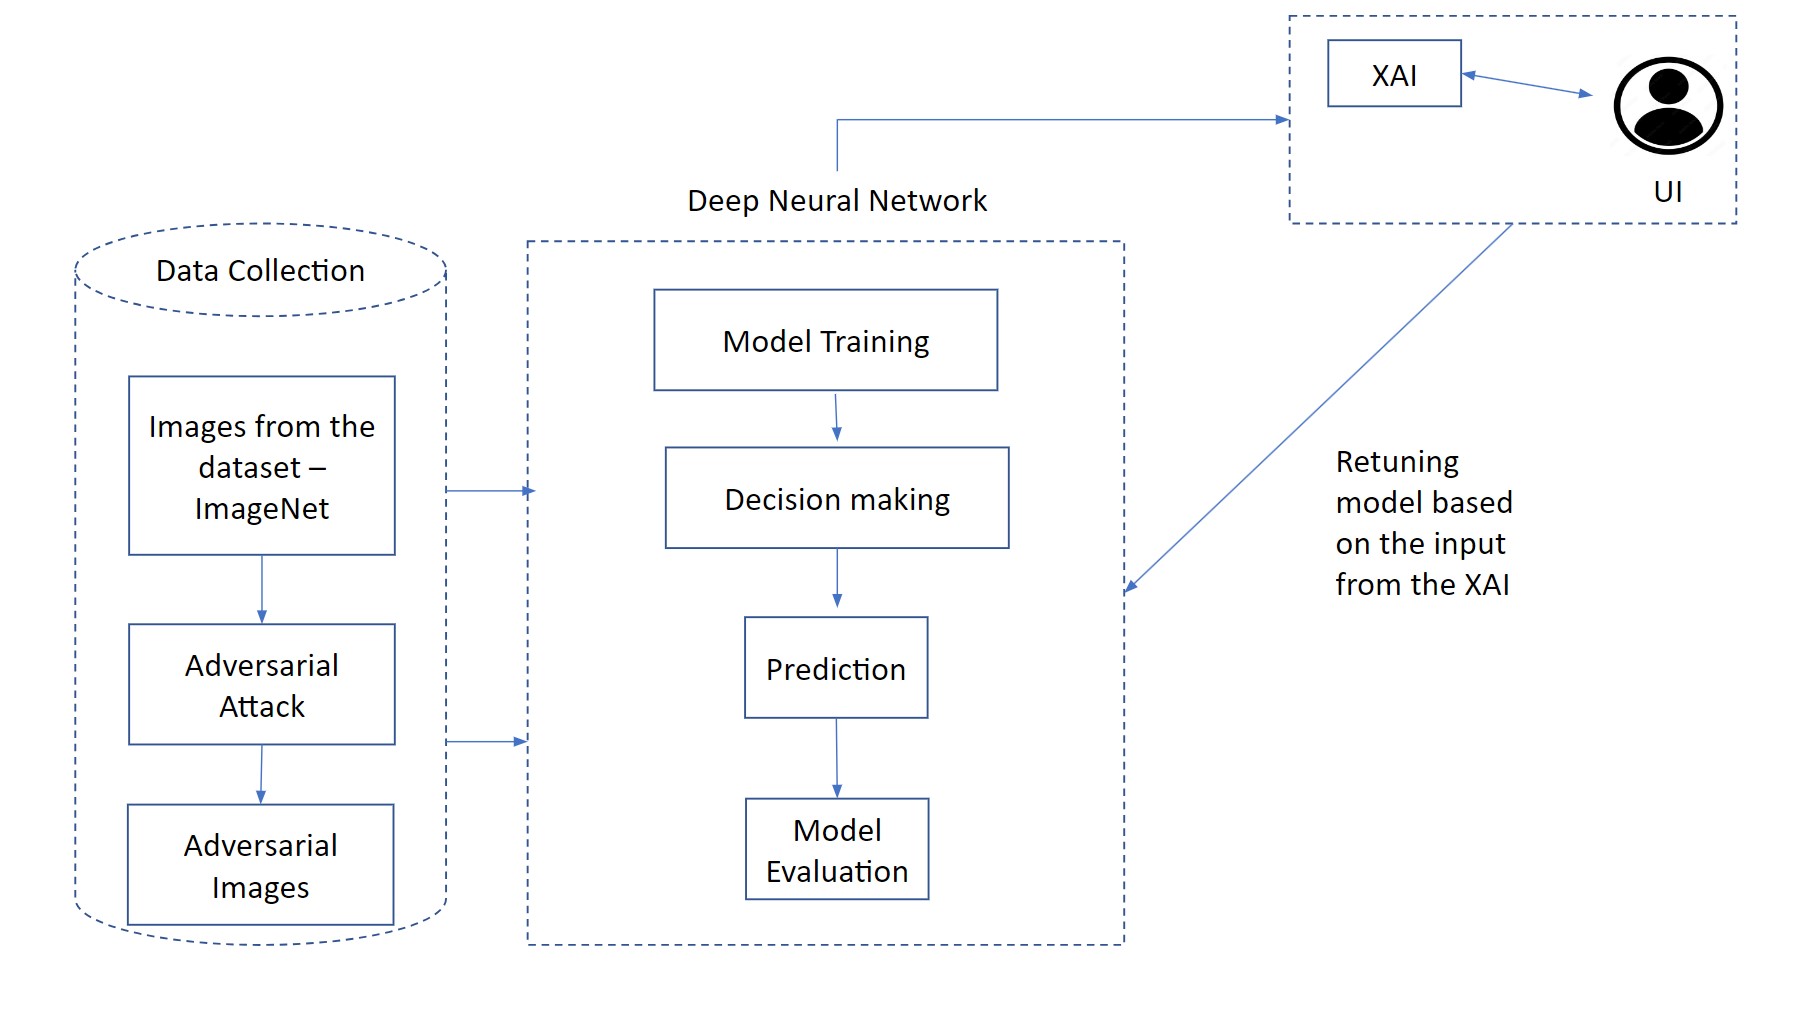 XAI
UI
Deep Neural Network
Data Collection
Images from the
dataset –
ImageNet
Adversarial
Attack
Adversarial
Images
Model Training
Decision making
Prediction
Model
Evaluation
Retuning
model based
on the input
from the XAI